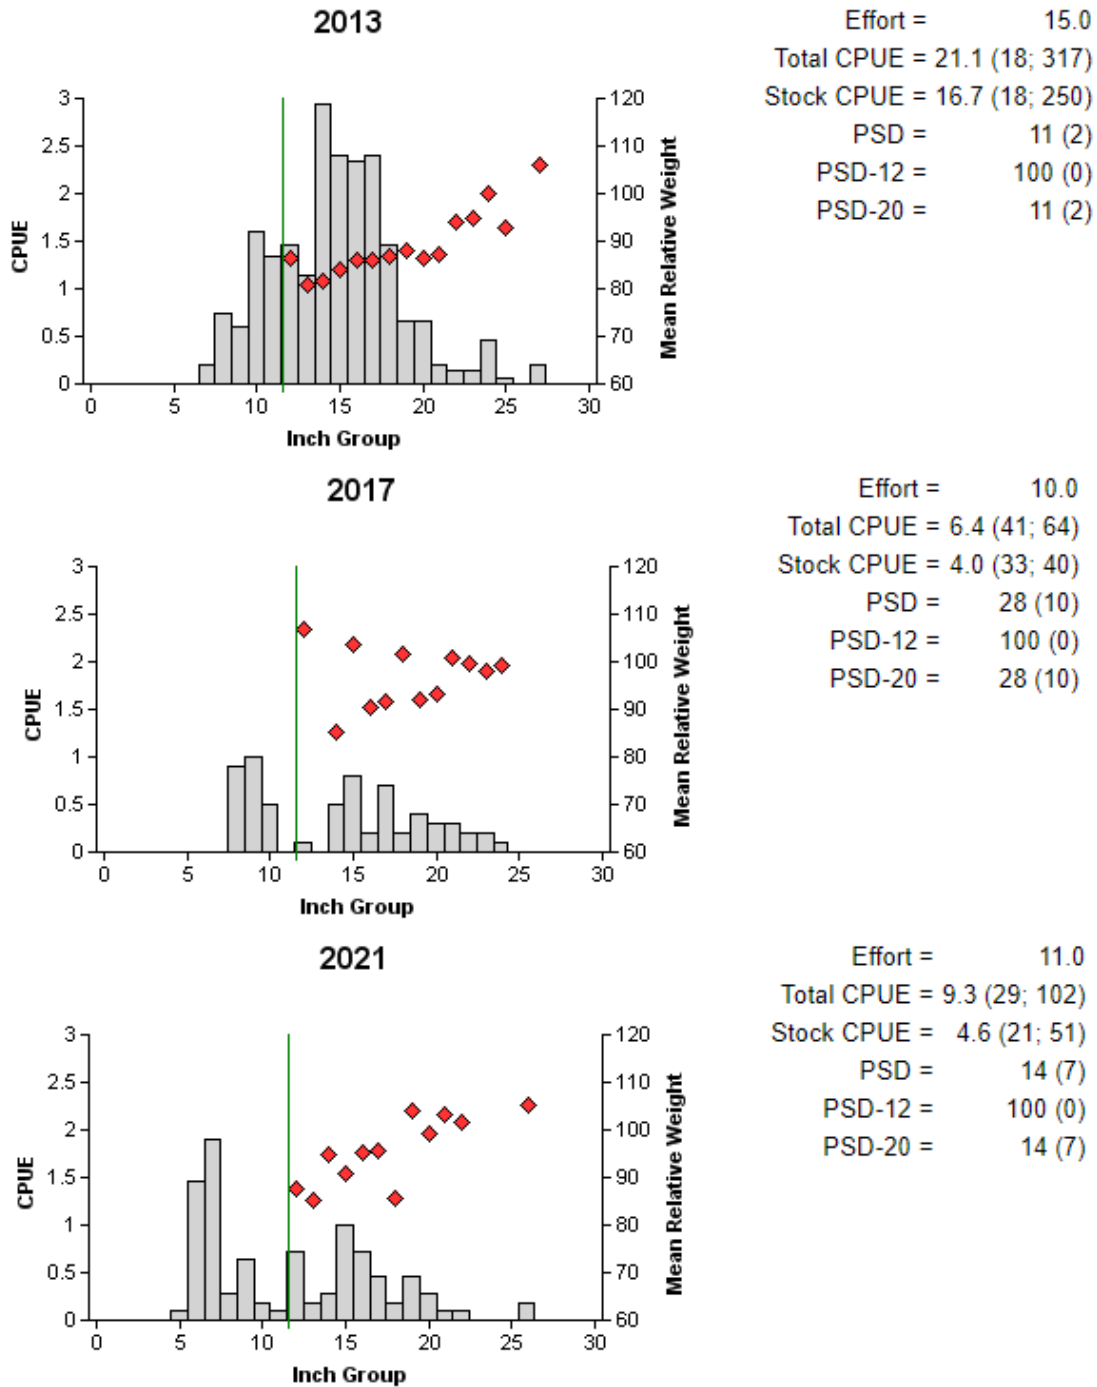 2013
Effort = 15.0
Total CPUE = 21.1 (18; 317)
Stock CPUE = 16.7 (18; 250)
PSD = 11 (2)
PSD-12 = 100 (0)
PSD-20 = 11 (2)
CPUE
3
2.5
2
1.5
1
0.5
0
120
110
100
90
80
70
60
Mean Relative Weight
0 5 10 15 20 25 30
Inch Group
2017
Effort = 10.0
Total CPUE = 6.4 (41; 64)
Stock CPUE = 4.0 (33; 40)
PSD = 28 (10)
PSD-12 = 100 (0)
PSD-20 = 28 (10)
CPUE
3
2.5
2
1.5
1
0.5
0
120
110
100
90
80
70
60
Mean Relative Weight
0 5 10 15 20 25 30
Inch Group
2021
Effort = 11.0
Total CPUE = 9.3 (29; 102)
Stock CPUE = 4.6 (21; 51)
PSD = 14 (7)
PSD-12 = 100 (0)
PSD-20 = 14 (7)
CPUE
3
2.5
2
1.5
1
0.5
0
120
110
100
90
80
70
60
Mean Relative Weight
0 5 10 15 20 25 30
Inch Group